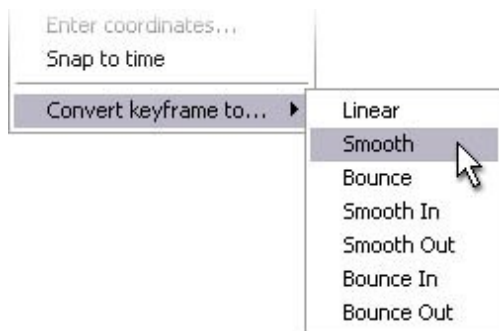 Enter coordinates...
Snap to time
Convert keyframe to...
Linear
Smooth
Bounce
Smooth In
Smooth Out
Bounce In
Bounce Out